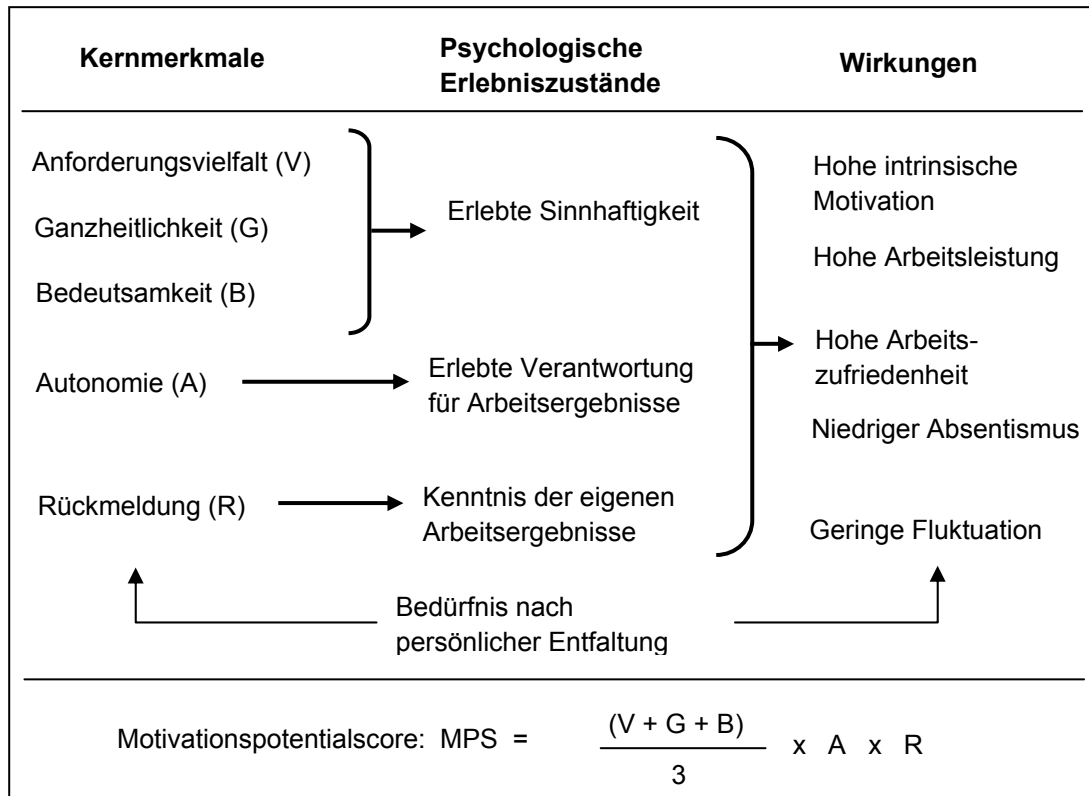 Kernmerkmale
Psychologische
Erlebniszustände
Wirkungen
Anforderungsvielfalt (V)
Ganzheitlichkeit (G)
Bedeutsamkeit (B)
Autonomie (A)
Rückmeldung (R)
Erlebte Sinnhaftigkeit
Erlebte Verantwortung
für Arbeitsergebnisse
Kenntnis der eigenen
Arbeitsergebnisse
Hohe intrinsische
Motivation
Hohe Arbeitsleistung
Hohe Arbeits-
zufriedenheit
Niedriger Absentismus
Geringe Fluktuation
Bedürfnis nach
persönlicher Entfaltung
Motivationspotentialscore: MPS = (V + G + B) x A x R
3